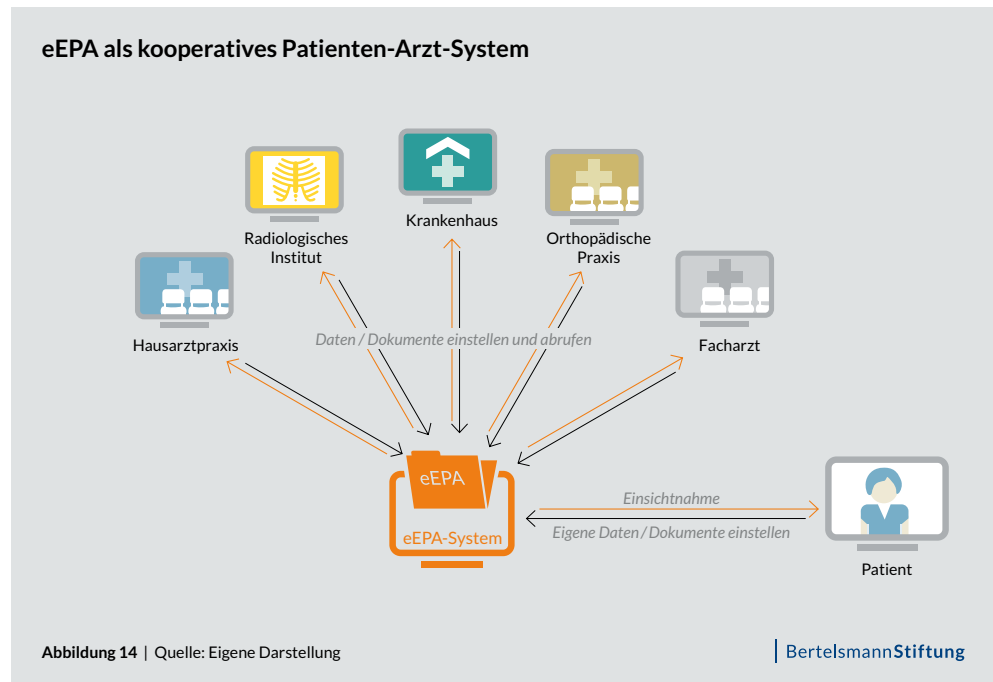 eEPA als kooperatives Patienten-Arzt-System
Krankenhaus
Radiologisches
Institut
Orthopädische
Praxis
Hausarztpraxis
Daten / Dokumente einstellen und abrufen
Facharzt
eEPA
eEPA-System
Einsichtnahme
Eigene Daten / Dokumente einstellen
Patient
Abbildung 14 | Quelle: Eigene Darstellung
BertelsmannStiftung